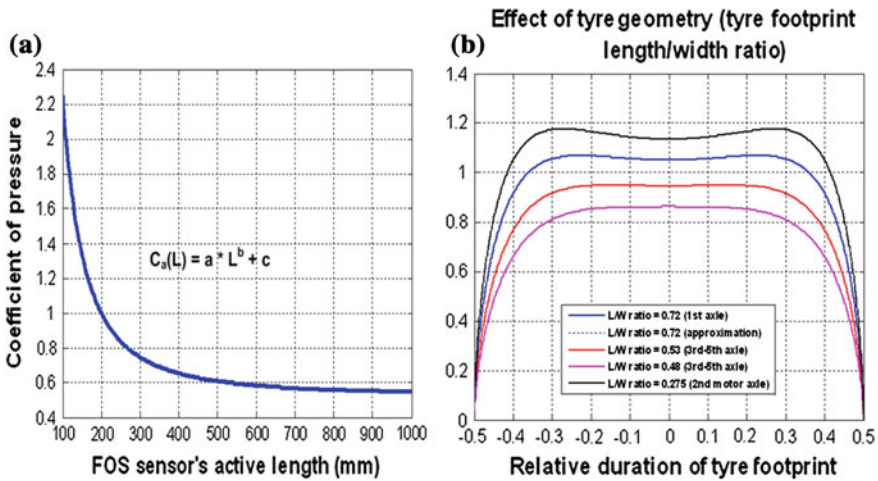 (a)
2.4
2.2
2
1.8
1.6
1.4
1.2
1
0.8
0.6
0.4
Coefficient of pressure
Cₐ(L) = a * Lᵇ + c
100 200 300 400 500 600 700 800 900 1000
FOS sensor's active length (mm)
(b)
Effect of tyre geometry (tyre footprint
length/width ratio)
1.4
1.2
1
0.8
0.6
0.4
0.2
0
L/W ratio = 0.72 (1st axle)
L/W ratio = 0.72 (approximation)
L/W ratio = 0.53 (3rd-5th axle)
L/W ratio = 0.48 (3rd-5th axle)
L/W ratio = 0.275 (2nd motor axle)
-0.5 -0.4 -0.3 -0.2 -0.1 0 0.1 0.2 0.3 0.4 0.5
Relative duration of tyre footprint